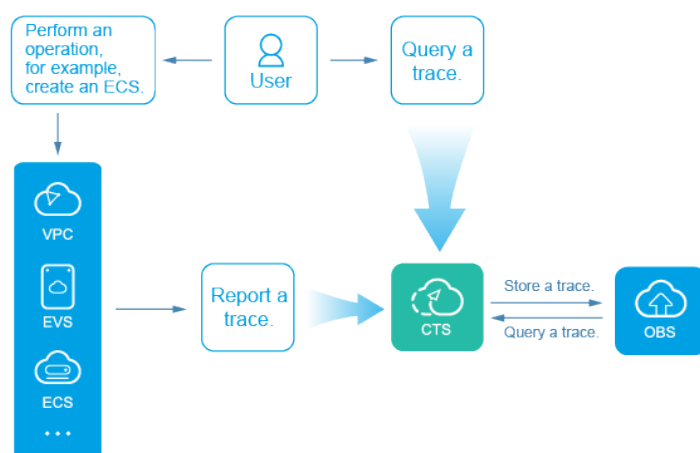 Perform an
operation,
for example,
create an ECS.
User
Query a
trace.
VPC
EVS
ECS
Report a
trace.
CTS
Store a trace.
Query a trace.
OBS